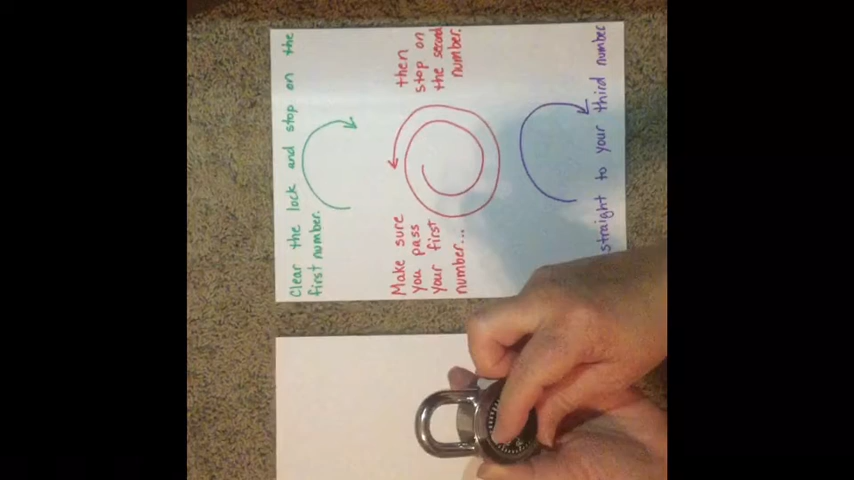 Clear the lock and stop on the
first number.
Make sure
you pass
your first
number...
then
stop on
the second
number.
straight to your third number